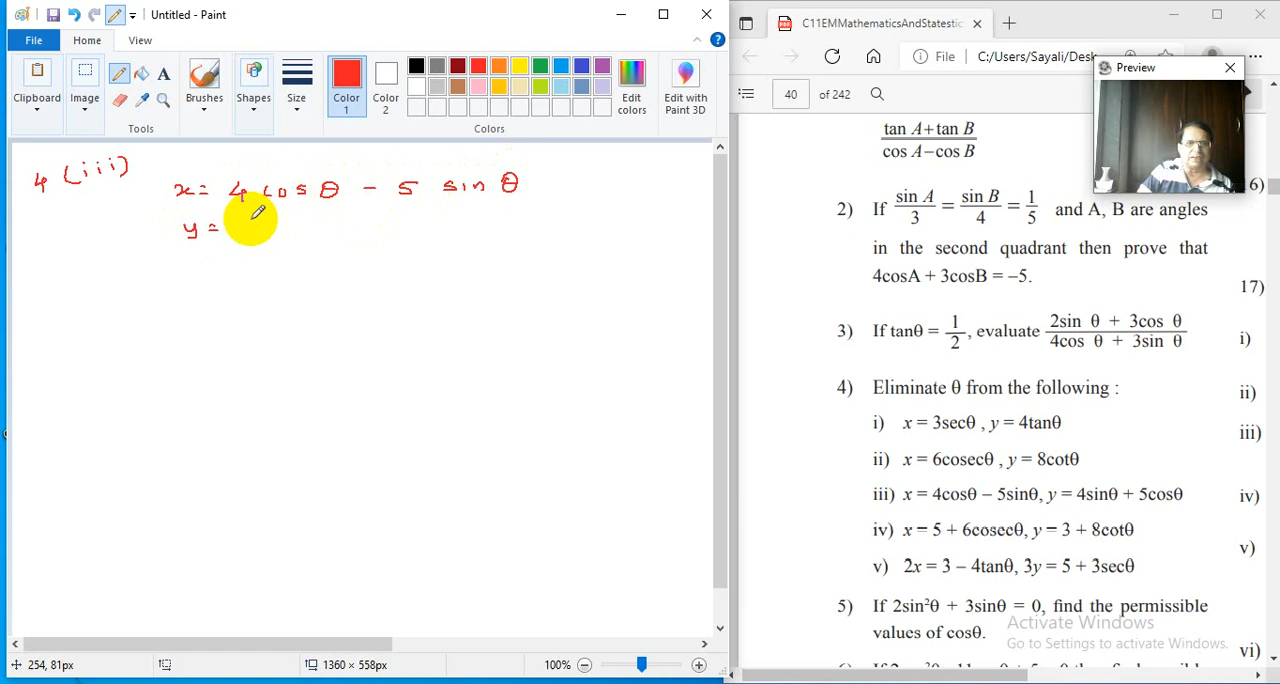 Untitled - Paint
File Home View
Clipboard
Image
Tools
Brushes
Shapes
Size
Color 1
Color 2
Edit colors
Edit with Paint 3D
Colors
4 (iii)
x = 4 cos θ - 5 sin θ
y =
254, 81px
1360 × 558px
100%
C11EMMathematicsAndStatestic
File C:/Users/Sayali/Desk
40 of 242
Preview
tan A+tan B
cos A−cos B
16)
2) If sin A/3 = sin B/4 = 1/5 and A, B are angles
in the second quadrant then prove that
4cosA + 3cosB = −5.
17)
3) If tanθ = 1/2, evaluate 2sin θ + 3cos θ / 4cos θ + 3sin θ
i)
4) Eliminate θ from the following :
ii)
i) x = 3secθ , y = 4tanθ
iii)
ii) x = 6cosecθ , y = 8cotθ
iii) x = 4cosθ − 5sinθ, y = 4sinθ + 5cosθ
iv)
iv) x = 5 + 6cosecθ, y = 3 + 8cotθ
v)
v) 2x = 3 − 4tanθ, 3y = 5 + 3secθ
5) If 2sin²θ + 3sinθ = 0, find the permissible
values of cosθ.
Activate Windows
Go to Settings to activate Windows.
vi)